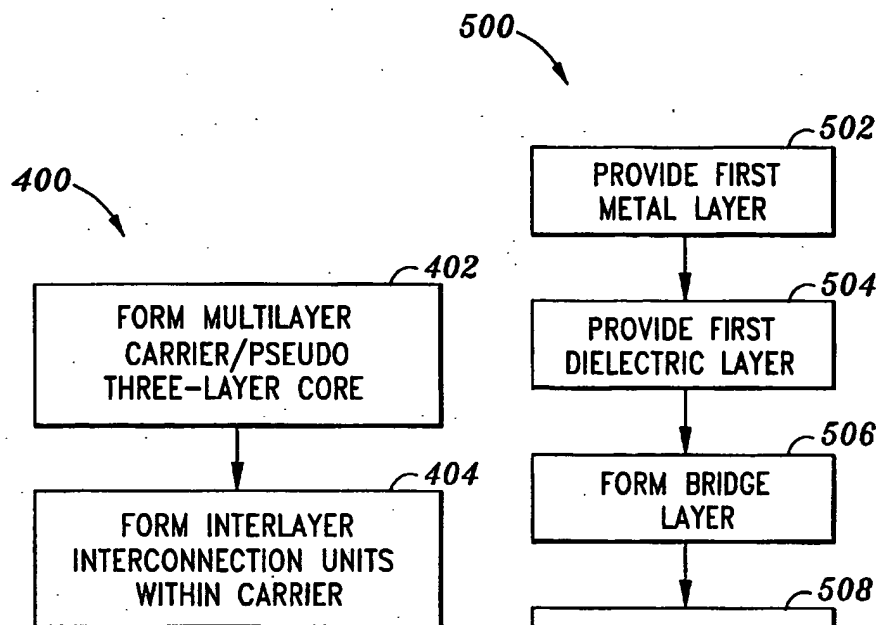 400
402
FORM MULTILAYER
CARRIER/PSEUDO
THREE-LAYER CORE
404
FORM INTERLAYER
INTERCONNECTION UNITS
WITHIN CARRIER
500
502
PROVIDE FIRST
METAL LAYER
504
PROVIDE FIRST
DIELECTRIC LAYER
506
FORM BRIDGE
LAYER
508